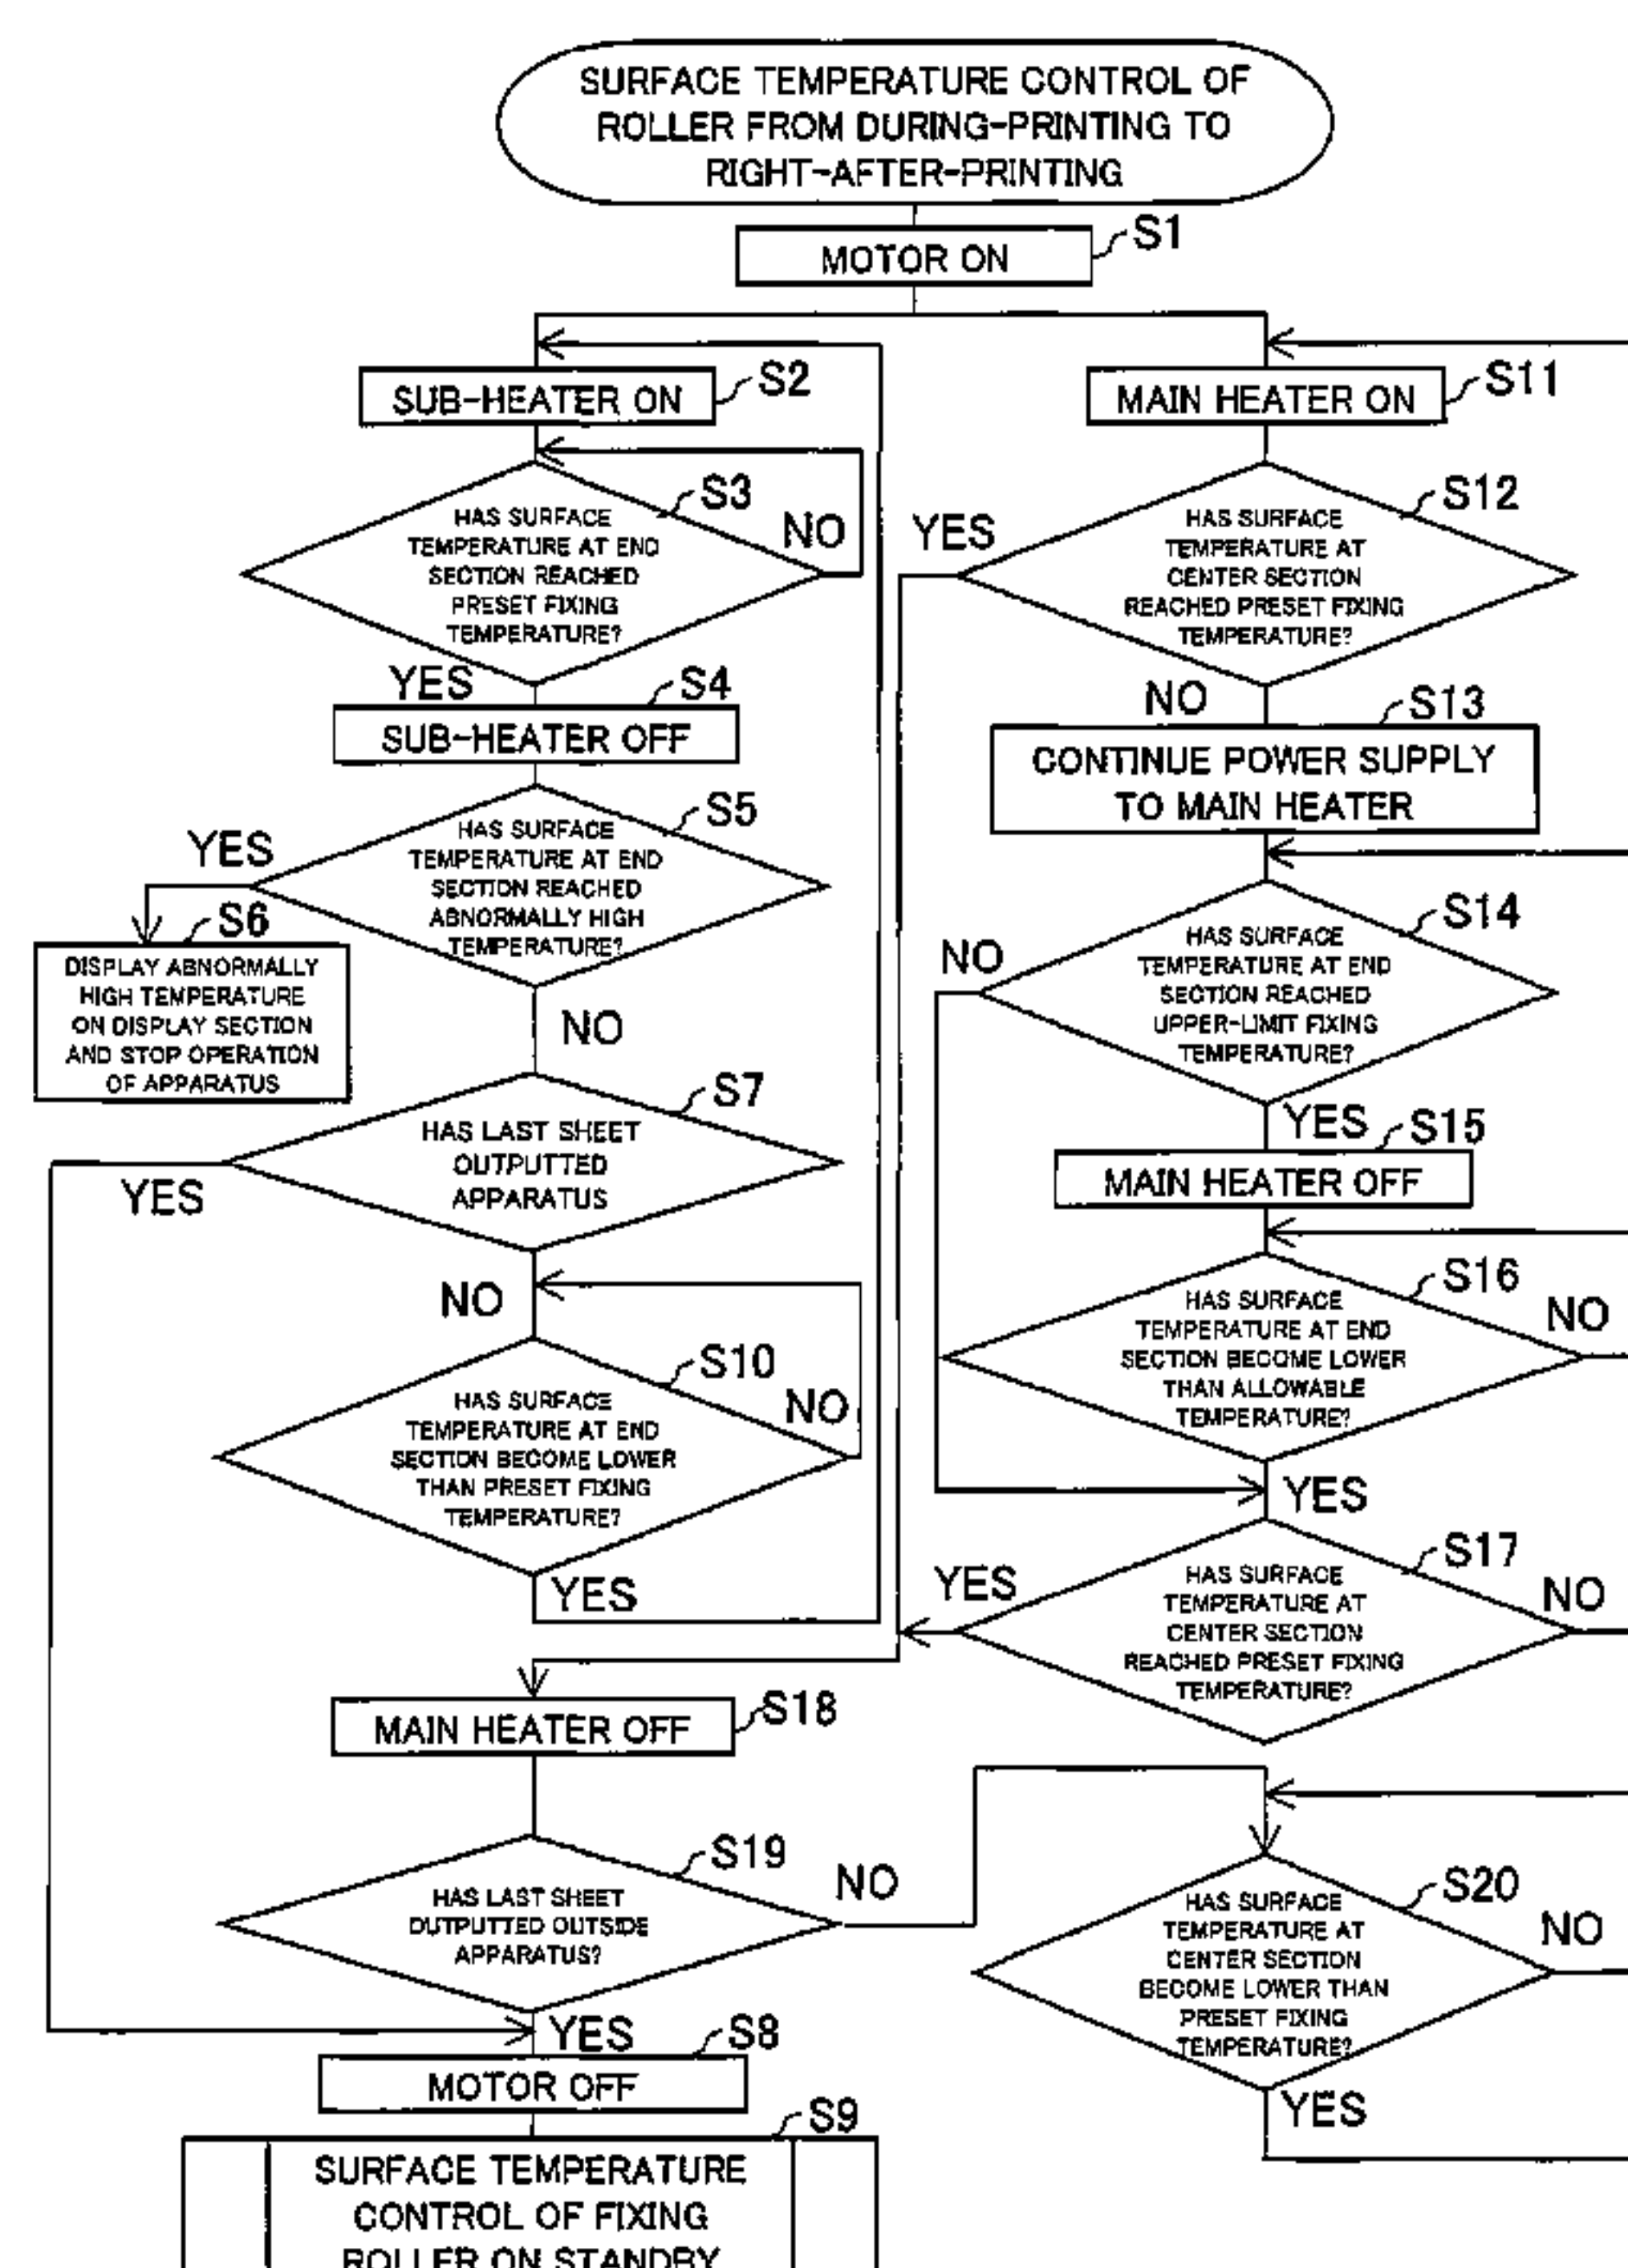 SURFACE TEMPERATURE CONTROL OF
ROLLER FROM DURING-PRINTING TO
RIGHT-AFTER-PRINTING
S1
MOTOR ON
S2
SUB-HEATER ON
S3
HAS SURFACE
TEMPERATURE AT END
SECTION REACHED
PRESET FIXING
TEMPERATURE?
NO
YES
S4
SUB-HEATER OFF
S5
HAS SURFACE
TEMPERATURE AT END
SECTION REACHED
ABNORMALLY HIGH
TEMPERATURE?
YES
S6
DISPLAY ABNORMALLY
HIGH TEMPERATURE
ON DISPLAY SECTION
AND STOP OPERATION
OF APPARATUS
NO
S7
HAS LAST SHEET
OUTPUTTED
APPARATUS
YES
NO
S10
HAS SURFACE
TEMPERATURE AT END
SECTION BECOME LOWER
THAN PRESET FIXING
TEMPERATURE?
NO
YES
S11
MAIN HEATER ON
S12
HAS SURFACE
TEMPERATURE AT
CENTER SECTION
REACHED PRESET FIXING
TEMPERATURE?
YES
NO
S13
CONTINUE POWER SUPPLY
TO MAIN HEATER
S14
HAS SURFACE
TEMPERATURE AT END
SECTION REACHED
UPPER-LIMIT FIXING
TEMPERATURE?
NO
YES
S15
MAIN HEATER OFF
S16
HAS SURFACE
TEMPERATURE AT END
SECTION BECOME LOWER
THAN ALLOWABLE
TEMPERATURE?
NO
YES
S17
HAS SURFACE
TEMPERATURE AT
CENTER SECTION
REACHED PRESET FIXING
TEMPERATURE?
YES
NO
S18
MAIN HEATER OFF
S19
HAS LAST SHEET
OUTPUTTED OUTSIDE
APPARATUS?
NO
YES
S20
HAS SURFACE
TEMPERATURE AT
CENTER SECTION
BECOME LOWER THAN
PRESET FIXING
TEMPERATURE?
NO
YES
S8
MOTOR OFF
S9
SURFACE TEMPERATURE
CONTROL OF FIXING
ROLLER ON STANDBY